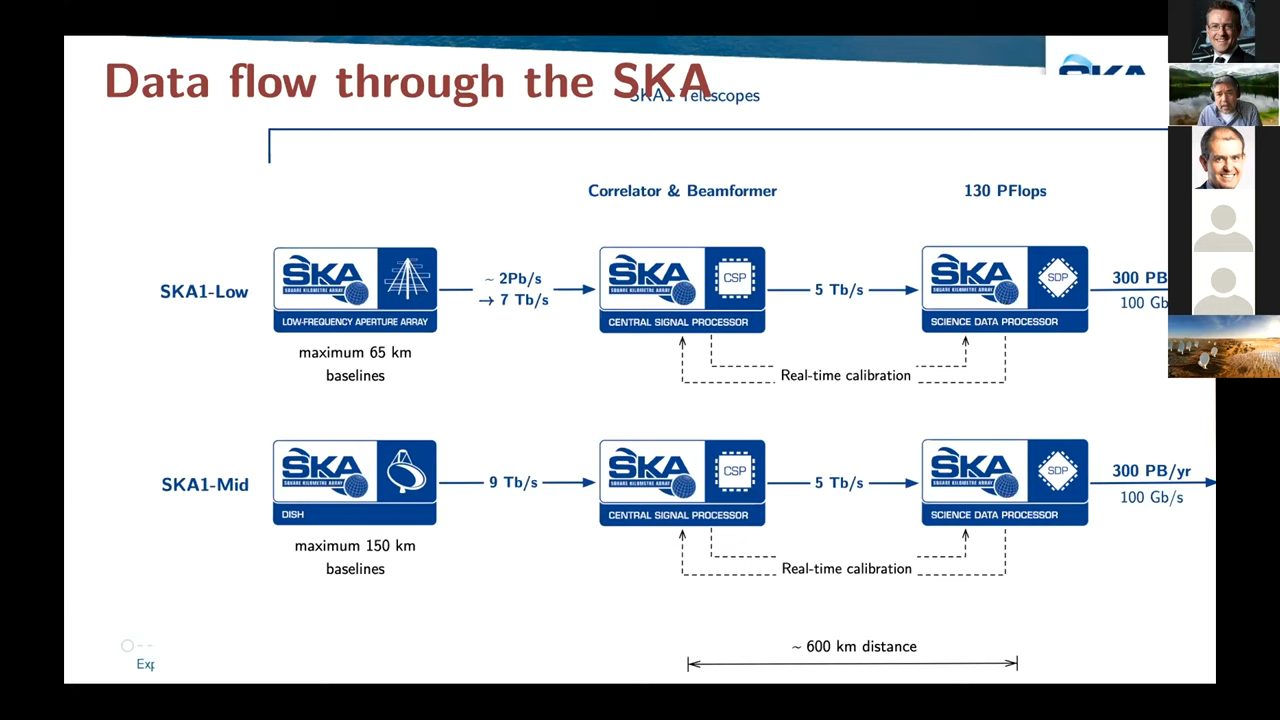 Data flow through the SKA
SKA
SKA1 Telescopes
Correlator & Beamformer
130 PFlops
SKA1-Low
SKA
SQUARE KILOMETRE ARRAY
LOW-FREQUENCY APERTURE ARRAY
~ 2Pb/s
→ 7 Tb/s
SKA
SQUARE KILOMETRE ARRAY
CSP
CENTRAL SIGNAL PROCESSOR
5 Tb/s
SKA
SQUARE KILOMETRE ARRAY
SDP
SCIENCE DATA PROCESSOR
300 PB
100 Gb
maximum 65 km
baselines
Real-time calibration
SKA1-Mid
SKA
SQUARE KILOMETRE ARRAY
DISH
9 Tb/s
SKA
SQUARE KILOMETRE ARRAY
CSP
CENTRAL SIGNAL PROCESSOR
5 Tb/s
SKA
SQUARE KILOMETRE ARRAY
SDP
SCIENCE DATA PROCESSOR
300 PB/yr
100 Gb/s
maximum 150 km
baselines
Real-time calibration
~ 600 km distance
Exp